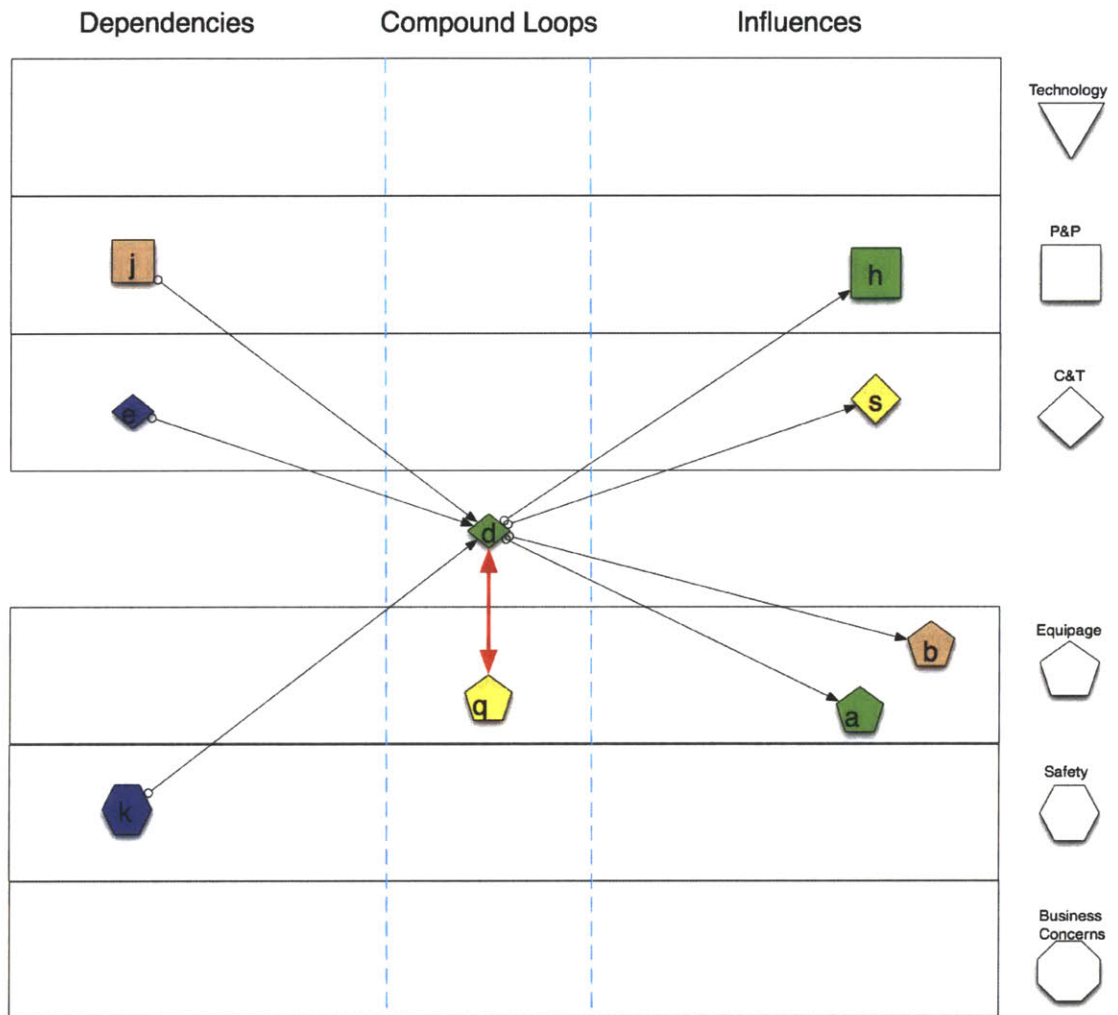 Dependencies Compound Loops Influences
Technology
P&P
j
h
C&T
e
s
d
Equipage
b
q
a
Safety
k
Business
Concerns